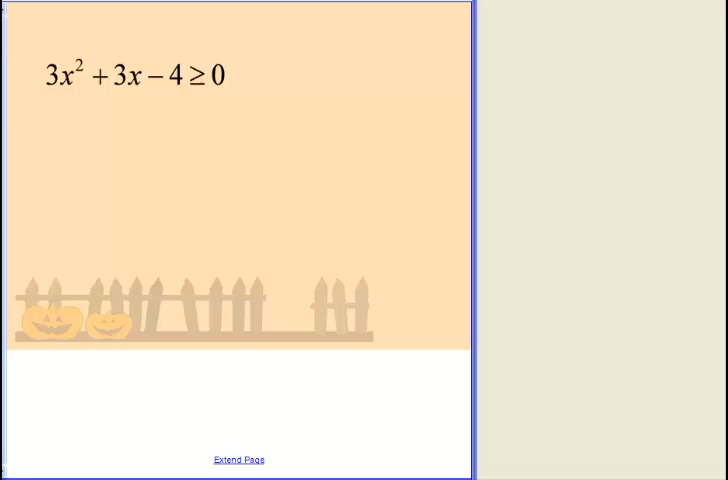 3x² + 3x − 4 ≥ 0
Extend Page